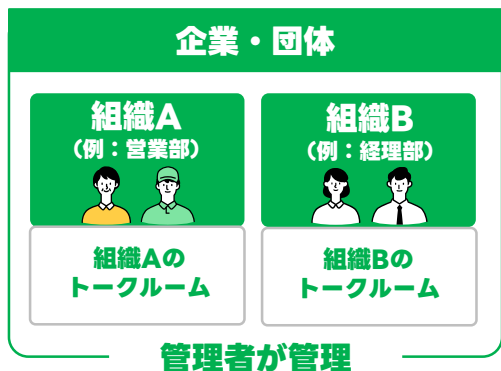 企業・団体
組織A
（例：営業部）
組織Aの
トークルーム
組織B
（例：経理部）
組織Bの
トークルーム
管理者が管理